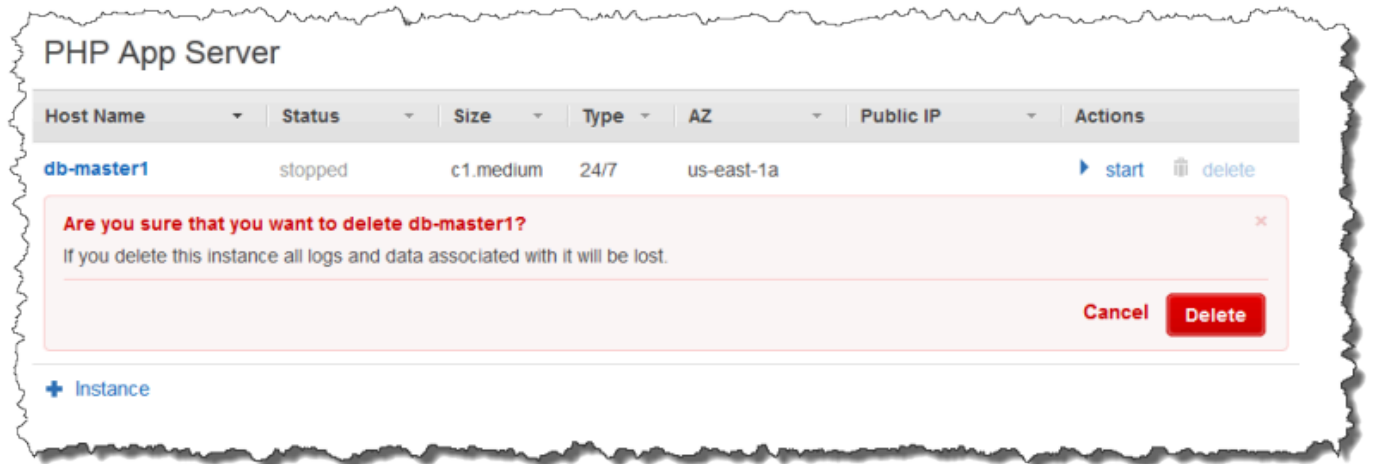 PHP App Server
Host Name Status Size Type AZ Public IP Actions
db-master1 stopped c1.medium 24/7 us-east-1a start delete
Are you sure that you want to delete db-master1? ×
If you delete this instance all logs and data associated with it will be lost.
Cancel Delete
+ Instance